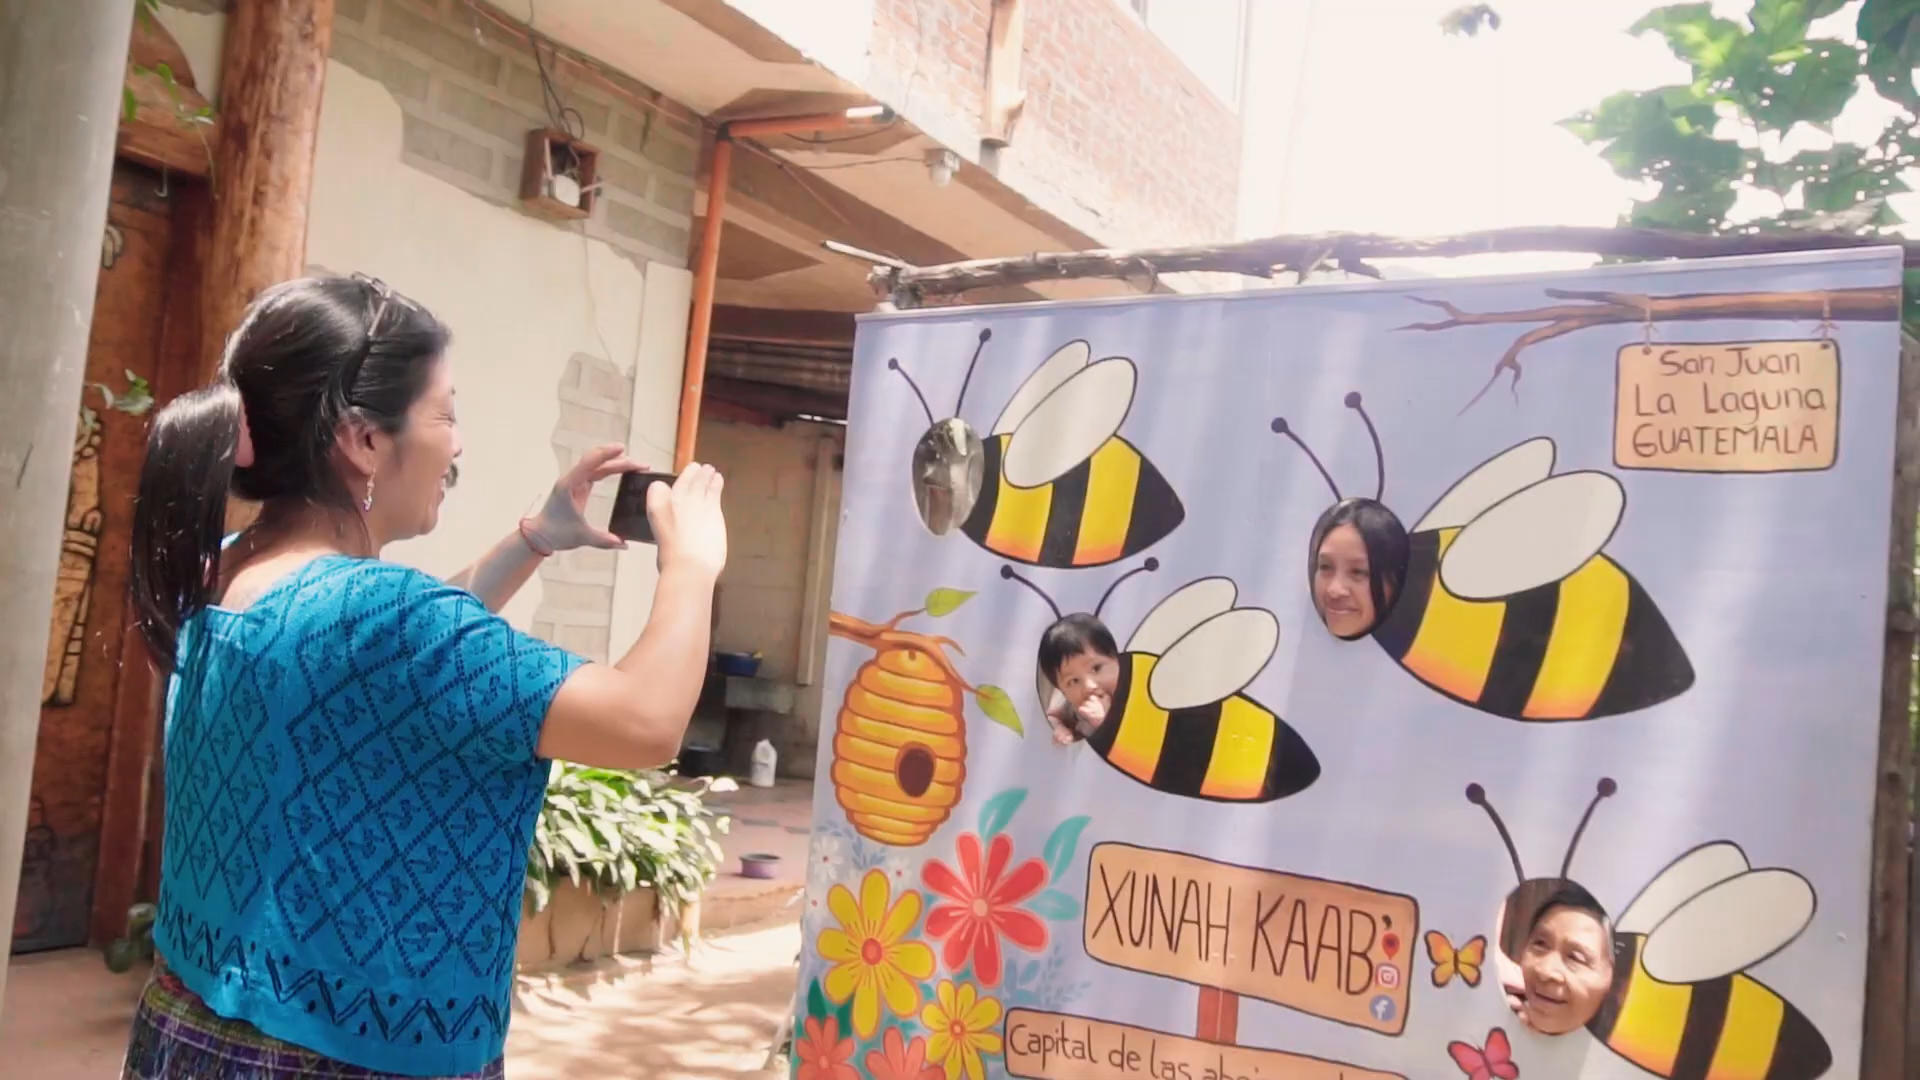 San Juan
La Laguna
GUATEMALA
XUNAH KAAB'
Capital de las